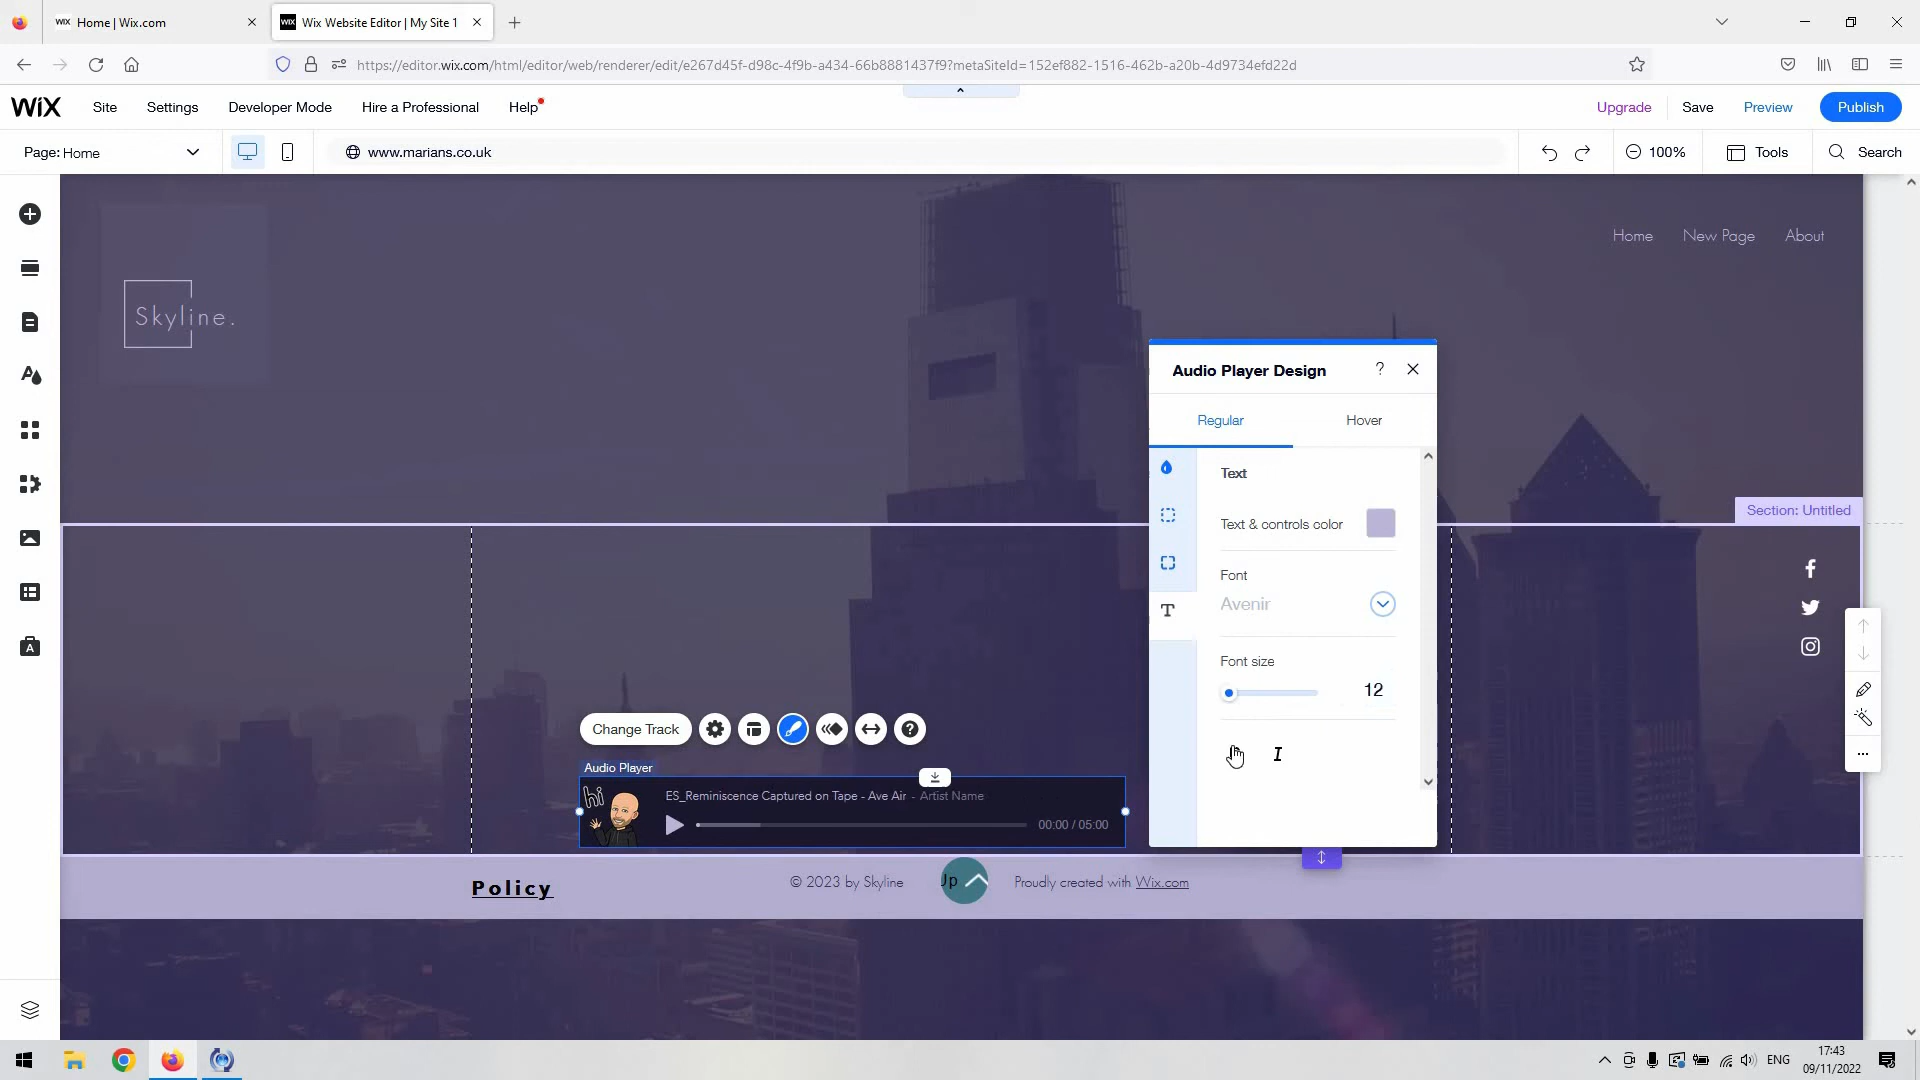 WIX Home | Wix.com
WIX Wix Website Editor | My Site 1
https://editor.wix.com/html/editor/web/renderer/edit/e267d45f-d98c-4f9b-a434-66b8881437f9?metaSiteId=152ef882-1516-462b-a20b-4d9734efd22d
WiX Site Settings Developer Mode Hire a Professional Help Upgrade Save Preview Publish
Page: Home www.marians.co.uk 100% Tools Search
Home New Page About
Skyline.
Audio Player Design ?
Regular Hover
Text
Section: Untitled
Text & controls color
Font
Avenir
T
Font size
12
Change Track ?
I
Audio Player
hi
ES_Reminiscence Captured on Tape - Ave Air - Artist Name
00:00 / 05:00
Policy © 2023 by Skyline Up Proudly created with Wix.com
ENG
17:43
09/11/2022